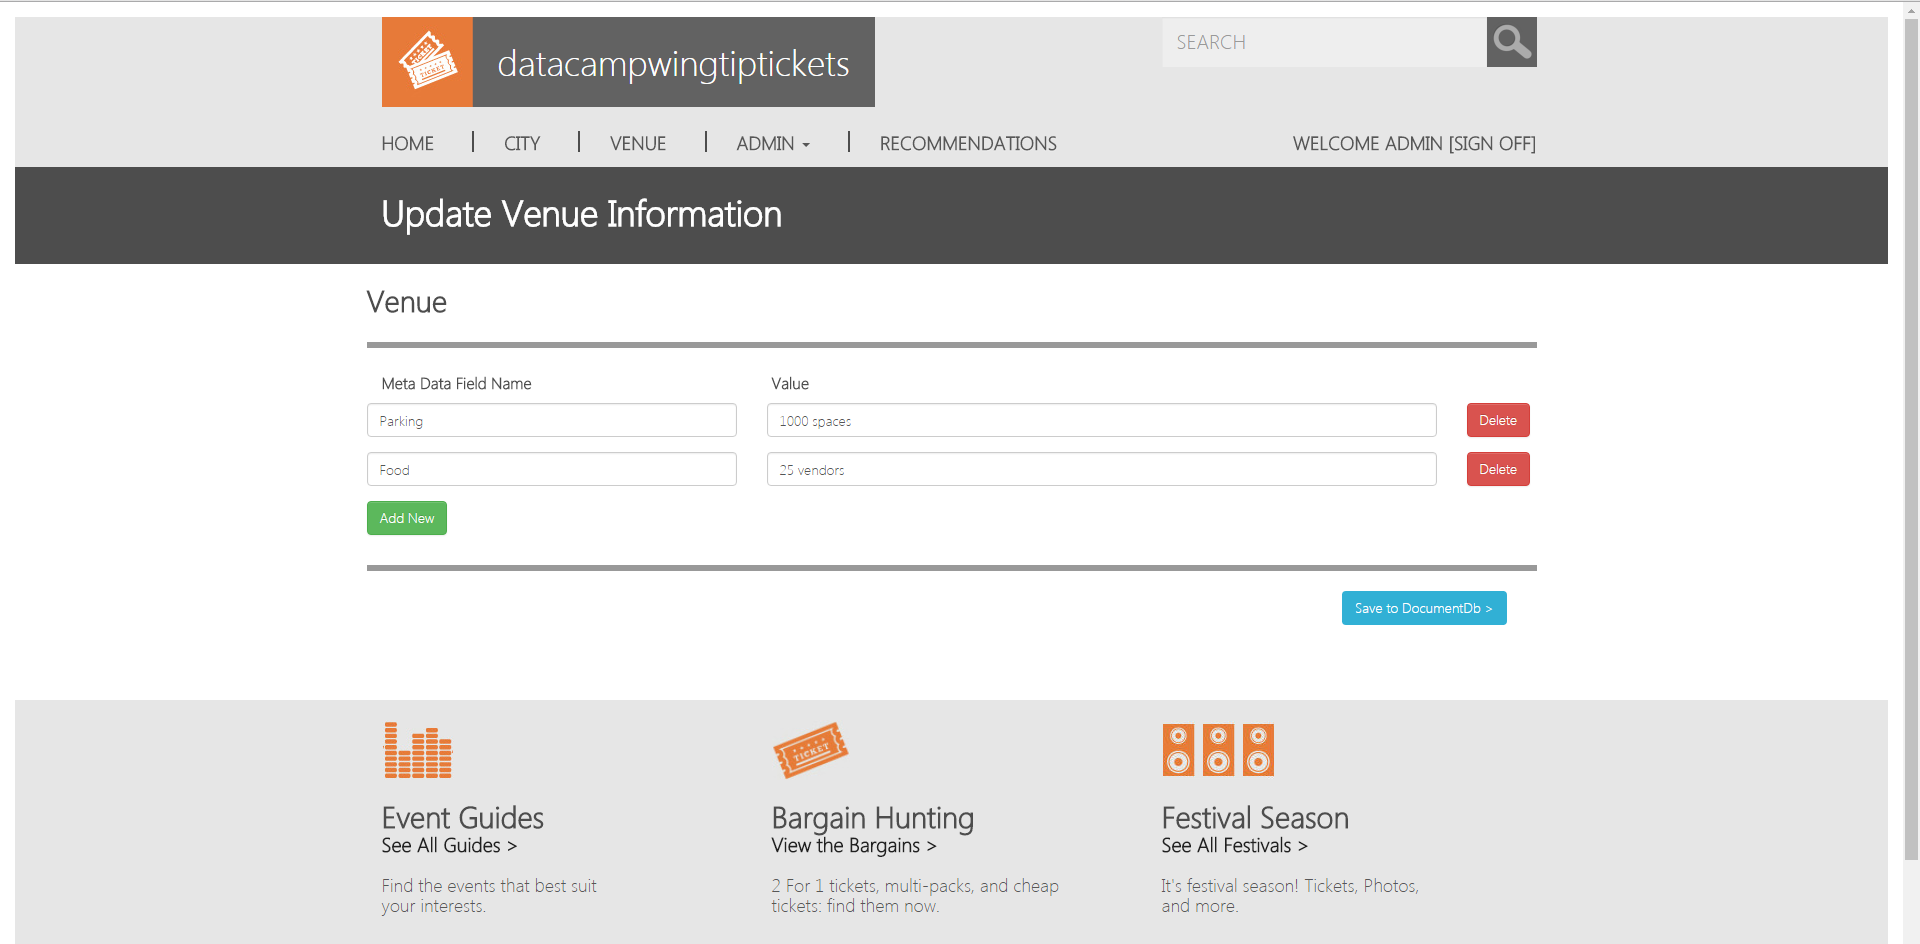 TICKET
TICKET
datacampwingtiptickets
SEARCH
HOME CITY VENUE ADMIN RECOMMENDATIONS WELCOME ADMIN [SIGN OFF]
Update Venue Information
Venue
Meta Data Field Name Value
Parking 1000 spaces Delete
Food 25 vendors Delete
Add New
Save to DocumentDb >
TICKET
Event Guides
See All Guides >
Find the events that best suit
your interests.
Bargain Hunting
View the Bargains >
2 For 1 tickets, multi-packs, and cheap
tickets: find them now.
Festival Season
See All Festivals >
It's festival season! Tickets, Photos,
and more.